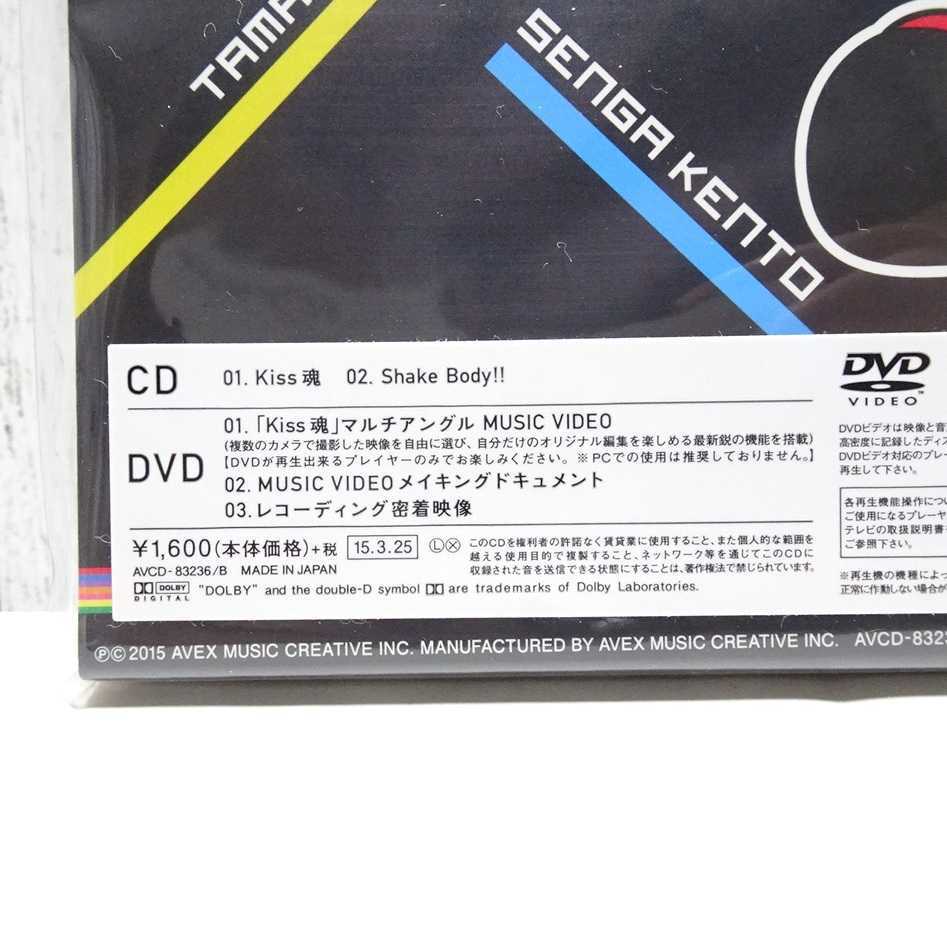 TAMA
SENGA KENTO
CD 01. Kiss 魂 02. Shake Body!!
DVD
01.「Kiss 魂」マルチアングル MUSIC VIDEO
(複数のカメラで撮影した映像を自由に選び、自分だけのオリジナル編集を楽しめる最新鋭の機能を搭載)
【DVDが再生出来るプレイヤーのみでお楽しみください。※PCでの使用は推奨しておりません。】
02. MUSIC VIDEO メイキングドキュメント
03.レコーディング密着映像
¥1,600(本体価格)+税 15.3.25
AVCD-83236/B MADE IN JAPAN
ⓁⓍ このCDを権利者の許諾なく賃貸業に使用すること、また個人的な範囲を
越える使用目的で複製すること、ネットワーク等を通じてこのCDに
収録された音を送信できる状態にすることは、著作権法で禁じられています。
DOLBY DIGITAL "DOLBY" and the double-D symbol are trademarks of Dolby Laboratories.
DVD VIDEO™
DVDビデオは映像と音
高密度に記録したディス
DVDビデオ対応のプレー
再生して下さい。
各再生機能操作につい
ご使用になるプレーヤ
テレビの取扱説明書
ご参照下さい。
※再生機の機種によっ
正常に作動しない場合が
ⓅⒸ 2015 AVEX MUSIC CREATIVE INC. MANUFACTURED BY AVEX MUSIC CREATIVE INC. AVCD-8323